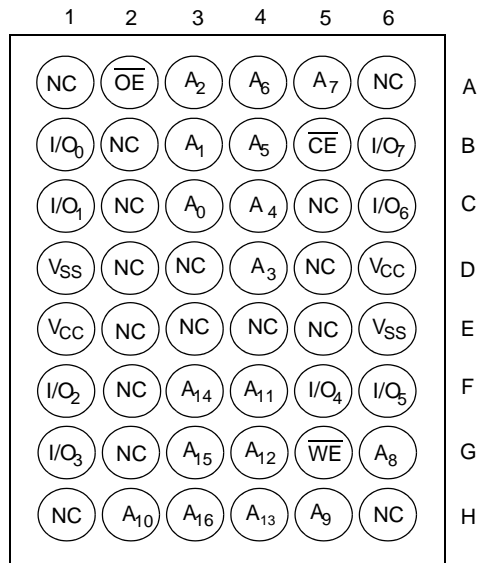 1 2 3 4 5 6
NC OE A2 A6 A7 NC A
I/O0 NC A1 A5 CE I/O7 B
I/O1 NC A0 A4 NC I/O6 C
VSS NC NC A3 NC VCC D
VCC NC NC NC NC VSS E
I/O2 NC A14 A11 I/O4 I/O5 F
I/O3 NC A15 A12 WE A8 G
NC A10 A16 A13 A9 NC H